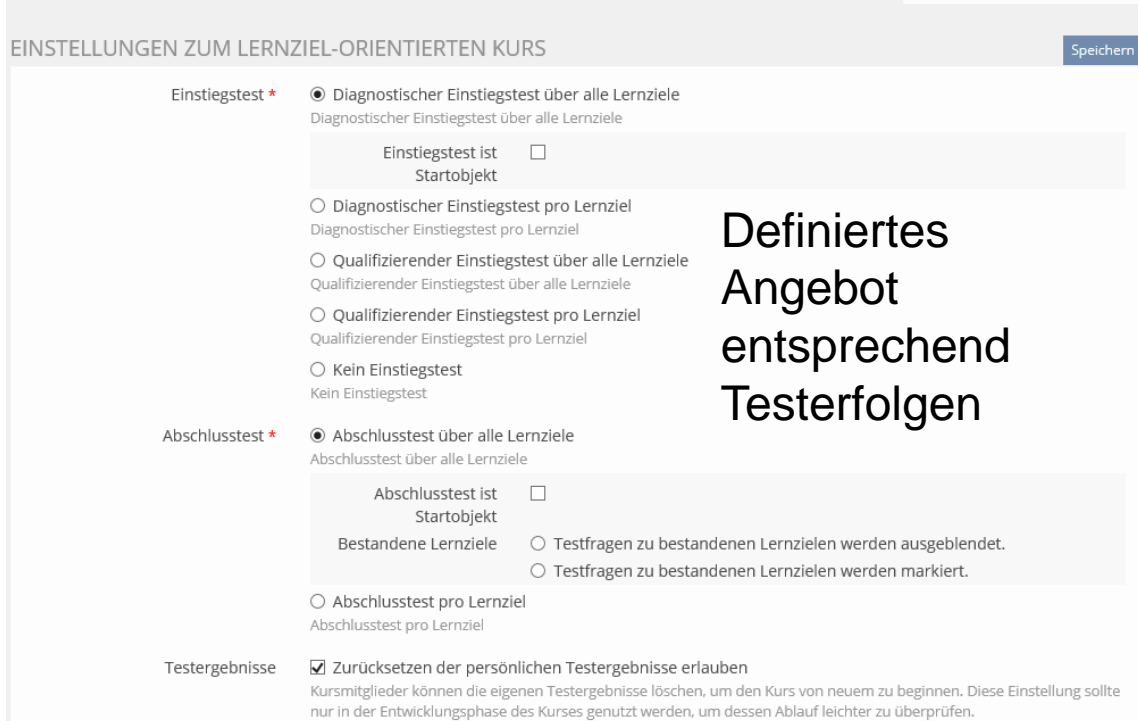 EINSTELLUNGEN ZUM LERNZIEL-ORIENTIERTEN KURS
Speichern
Einstiegstest *
Diagnostischer Einstiegstest über alle Lernziele
Diagnostischer Einstiegstest über alle Lernziele
Einstiegstest ist
Startobjekt
Diagnostischer Einstiegstest pro Lernziel
Diagnostischer Einstiegstest pro Lernziel
Qualifizierender Einstiegstest über alle Lernziele
Qualifizierender Einstiegstest über alle Lernziele
Qualifizierender Einstiegstest pro Lernziel
Qualifizierender Einstiegstest pro Lernziel
Kein Einstiegstest
Kein Einstiegstest
Definiertes
Angebot
entsprechend
Testerfolgen
Abschlusstest *
Abschlusstest über alle Lernziele
Abschlusstest über alle Lernziele
Abschlusstest ist
Startobjekt
Bestandene Lernziele
Testfragen zu bestandenen Lernzielen werden ausgeblendet.
Testfragen zu bestandenen Lernzielen werden markiert.
Abschlusstest pro Lernziel
Abschlusstest pro Lernziel
Testergebnisse
Zurücksetzen der persönlichen Testergebnisse erlauben
Kursmitglieder können die eigenen Testergebnisse löschen, um den Kurs von neuem zu beginnen. Diese Einstellung sollte
nur in der Entwicklungsphase des Kurses genutzt werden, um dessen Ablauf leichter zu überprüfen.